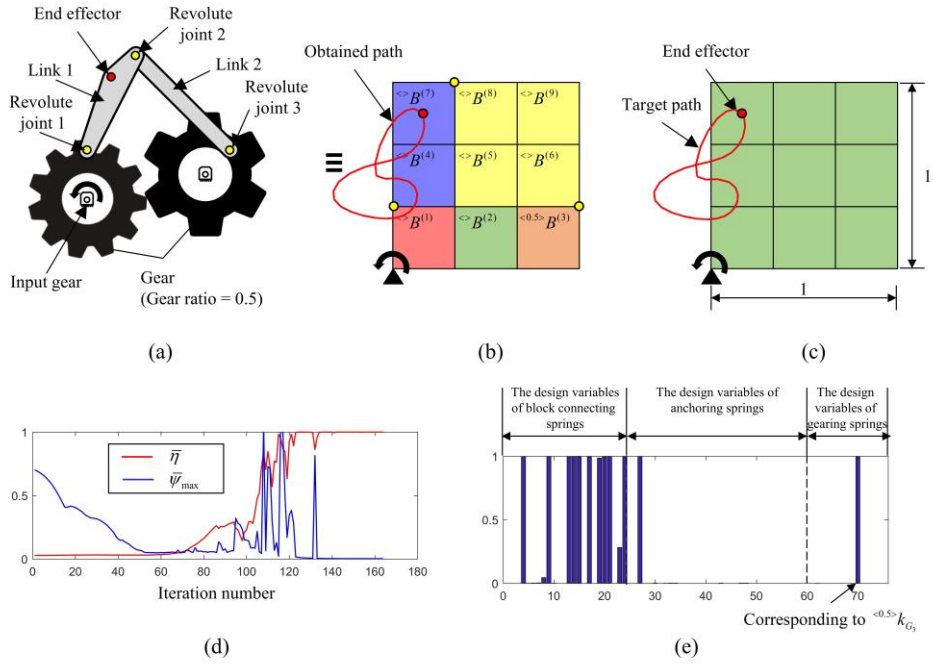 End effector
Revolute
joint 2
Link 1
Link 2
Revolute
joint 1
Revolute
joint 3
Input gear
Gear
(Gear ratio = 0.5)
(a)
Obtained path
≡
<>B(7)
<>B(8)
<>B(9)
<>B(4)
<>B(5)
<>B(6)
<>B(1)
<>B(2)
<0.5>B(3)
(b)
End effector
Target path
1
1
(c)
1
0.5
0
η̅
ψ̅max
0 20 40 60 80 100 120 140 160 180
Iteration number
(d)
The design variables
of block connecting
springs
The design variables of
anchoring springs
The design
variables of
gearing springs
1
0.5
0
1
0.5
0
0 10 20 30 40 50 60 70
Corresponding to <0.5>kG3
(e)